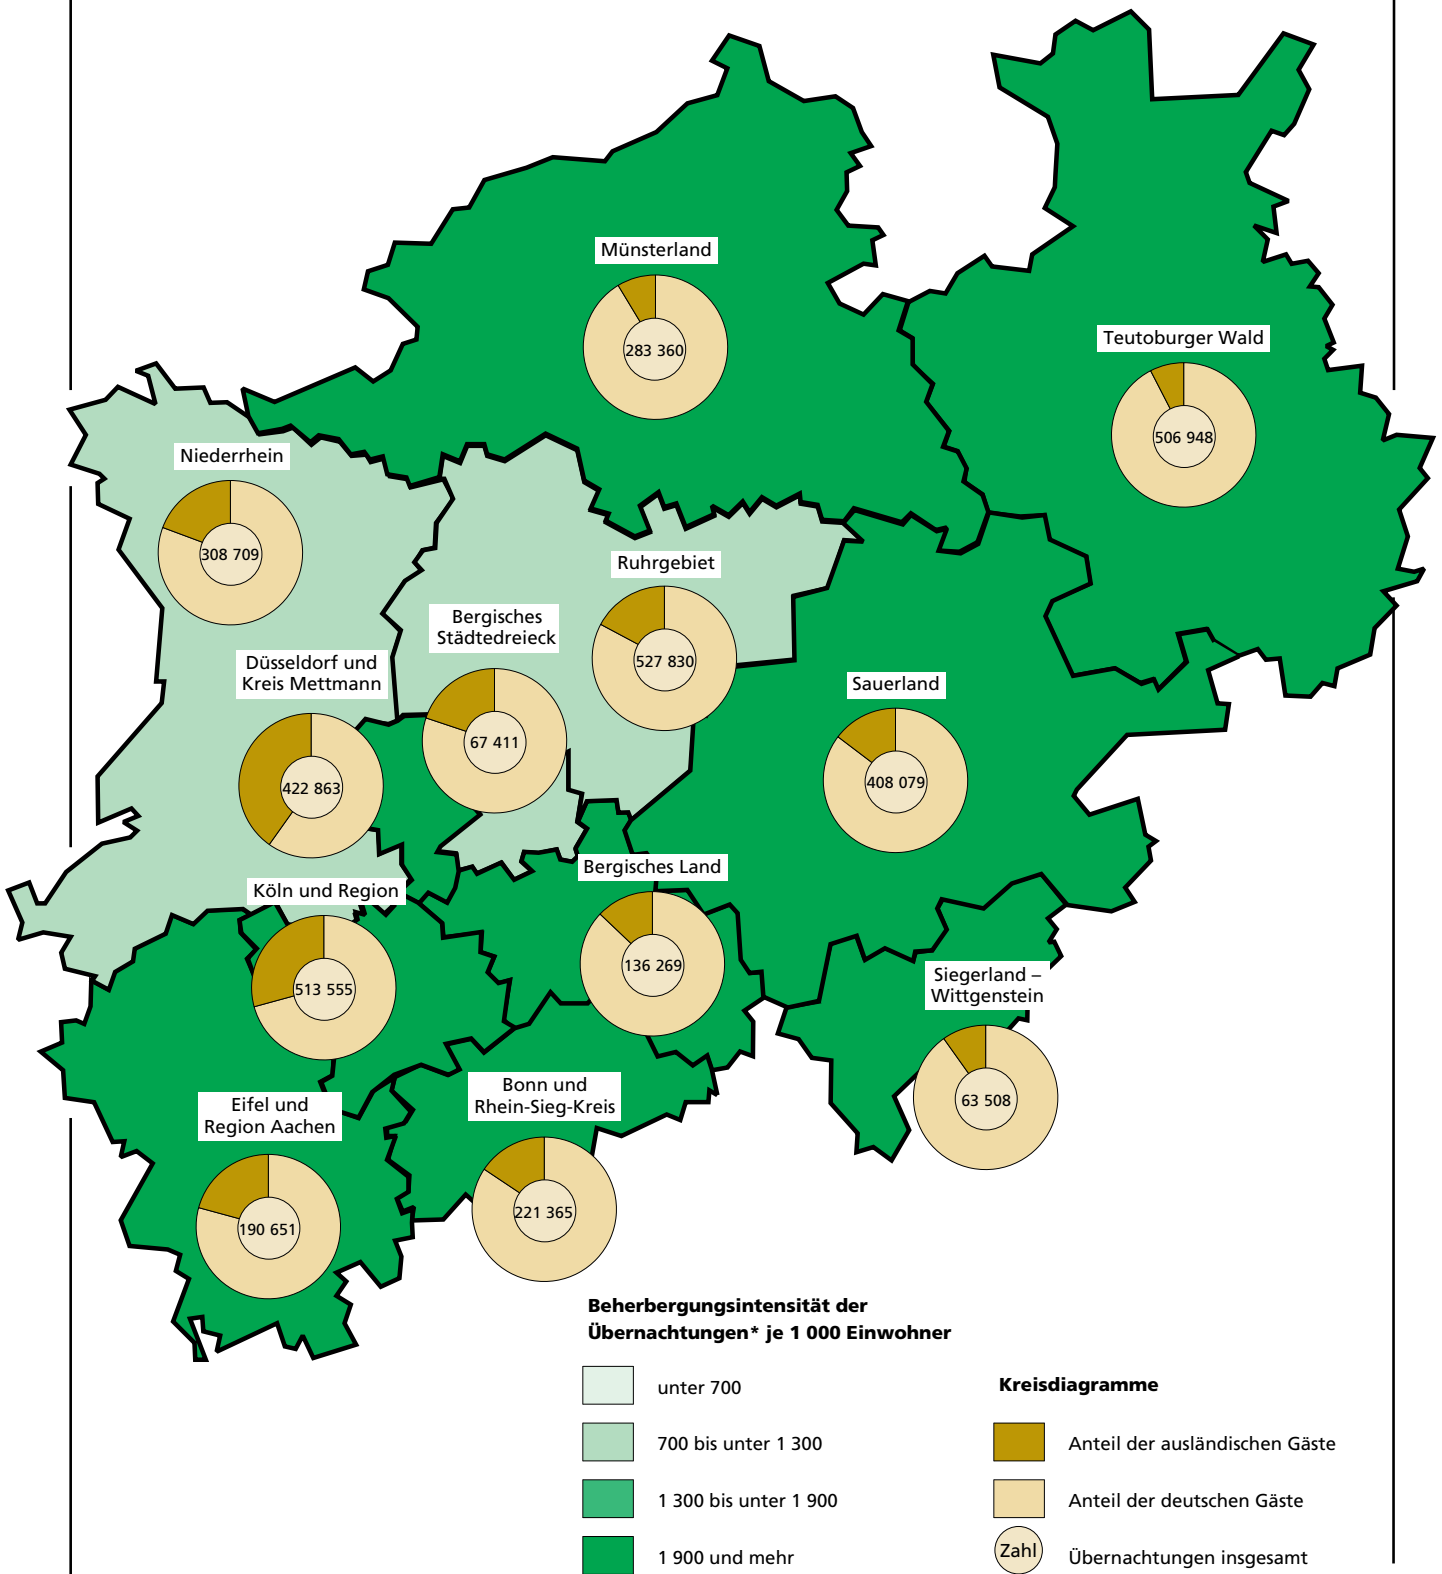 Münsterland
283 360
Teutoburger Wald
506 948
Niederrhein
308 709
Ruhrgebiet
527 830
Bergisches
Städtedreieck
67 411
Düsseldorf und
Kreis Mettmann
422 863
Sauerland
408 079
Bergisches Land
136 269
Köln und Region
513 555
Siegerland –
Wittgenstein
63 508
Bonn und
Rhein-Sieg-Kreis
221 365
Eifel und
Region Aachen
190 651
Beherbergungsintensität der
Übernachtungen* je 1 000 Einwohner
unter 700
700 bis unter 1 300
1 300 bis unter 1 900
1 900 und mehr
Kreisdiagramme
Anteil der ausländischen Gäste
Anteil der deutschen Gäste
Zahl Übernachtungen insgesamt